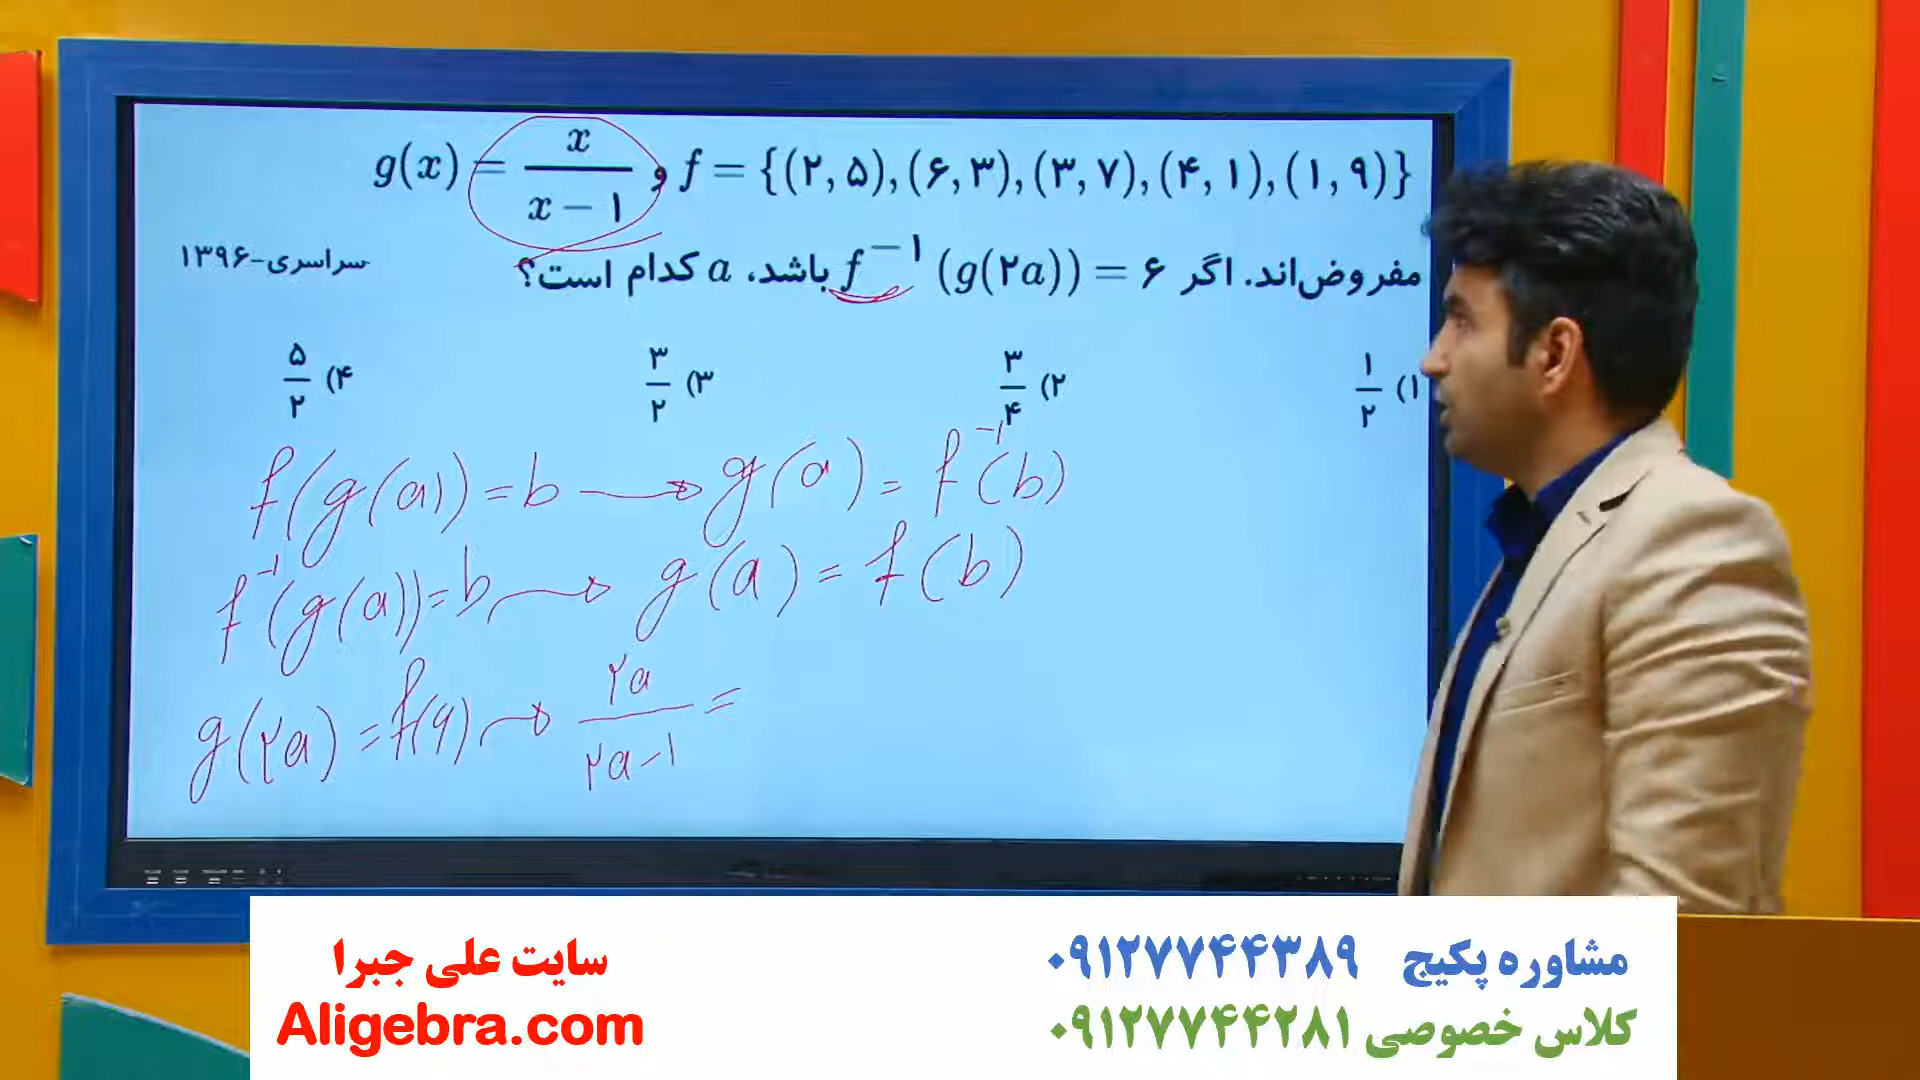 f = {(۲, ۵), (۶, ۳), (۳, ۷), (۴, ۱), (۱, ۹)} و g(x) = x / (x − ۱)
مفروض‌اند. اگر f⁻¹(g(۲a)) = ۶ باشد، a کدام است؟
سراسری-۱۳۹۶
۱) ۱/۲
۲) ۳/۴
۳) ۳/۲
۴) ۵/۲
f(g(a)) = b → g(a) = f⁻¹(b)
f⁻¹(g(a)) = b → g(a) = f(b)
g(۲a) = f(۶) → ۲a / (۲a − ۱) =
مشاوره پکیج ۰۹۱۲۷۷۴۴۳۸۹
کلاس خصوصی ۰۹۱۲۷۷۴۴۲۸۱
سایت علی جبرا
Aligebra.com